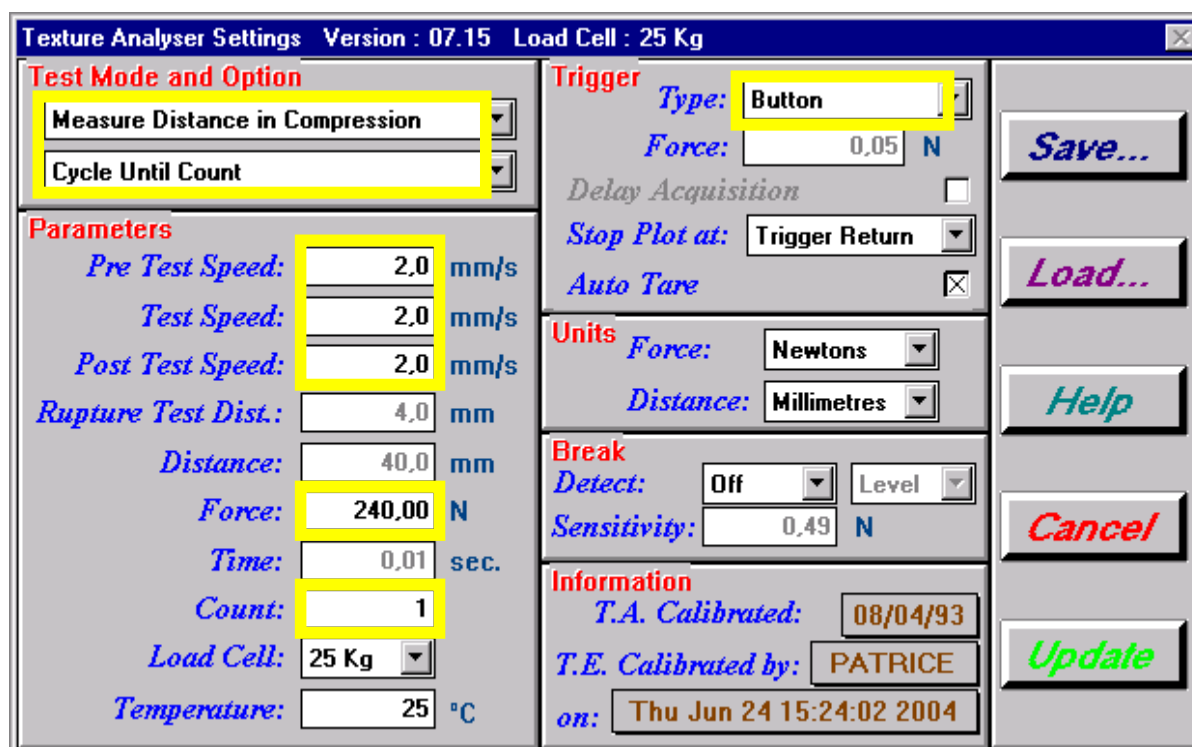 Texture Analyser Settings Version : 07.15 Load Cell : 25 Kg
Test Mode and Option
Measure Distance in Compression
Cycle Until Count
Parameters
Pre Test Speed: 2,0 mm/s
Test Speed: 2,0 mm/s
Post Test Speed: 2,0 mm/s
Rupture Test Dist.: 4,0 mm
Distance: 40,0 mm
Force: 240,00 N
Time: 0,01 sec.
Count: 1
Load Cell: 25 Kg
Temperature: 25 °C
Trigger
Type: Button
Force: 0,05 N
Delay Acquisition
Stop Plot at: Trigger Return
Auto Tare
Units
Force: Newtons
Distance: Millimetres
Break
Detect: Off Level
Sensitivity: 0,49 N
Information
T.A. Calibrated: 08/04/93
T.E. Calibrated by: PATRICE
on: Thu Jun 24 15:24:02 2004
Save...
Load...
Help
Cancel
Update